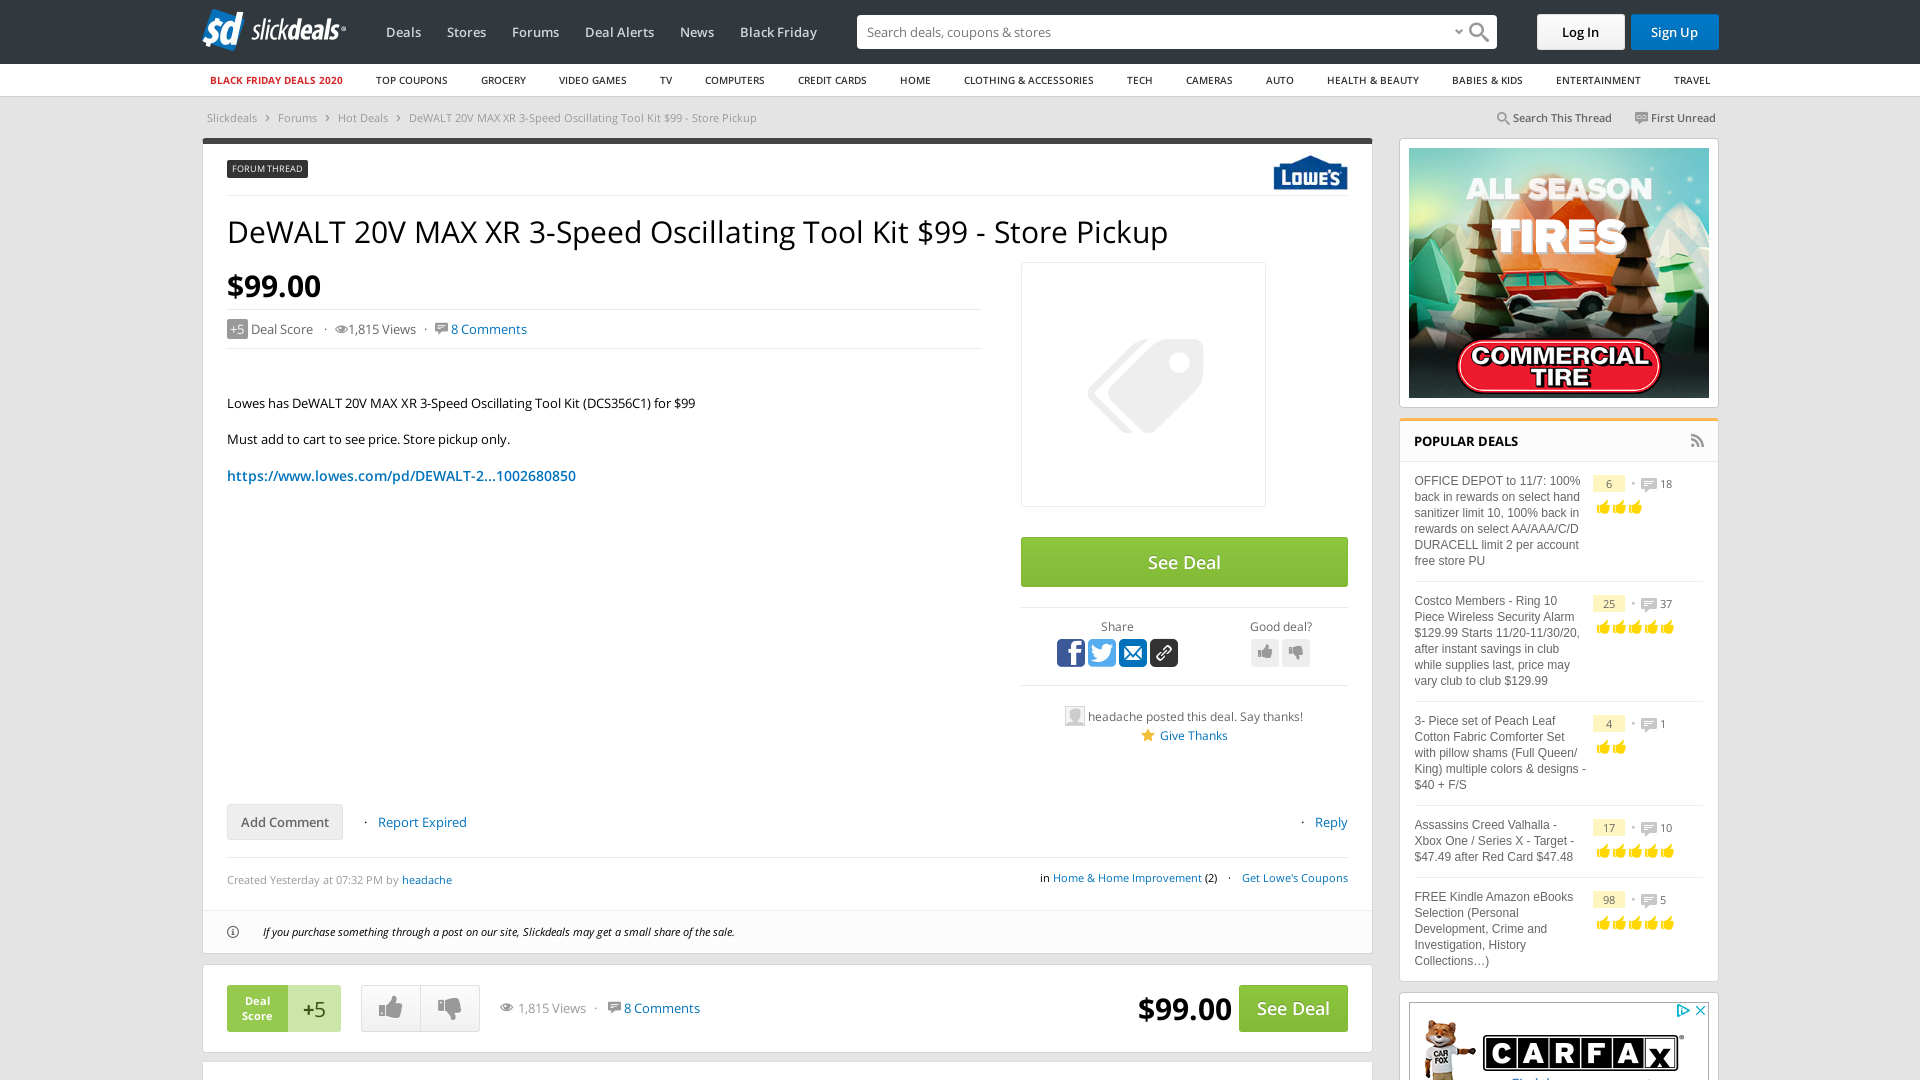 sd slickdeals
Deals
Stores
Forums
Deal Alerts
News
Black Friday
Search deals, coupons & stores
Log In
Sign Up
BLACK FRIDAY DEALS 2020
TOP COUPONS
GROCERY
VIDEO GAMES
TV
COMPUTERS
CREDIT CARDS
HOME
CLOTHING & ACCESSORIES
TECH
CAMERAS
AUTO
HEALTH & BEAUTY
BABIES & KIDS
ENTERTAINMENT
TRAVEL
Slickdeals › Forums › Hot Deals › DeWALT 20V MAX XR 3-Speed Oscillating Tool Kit $99 - Store Pickup
Search This Thread
First Unread
FORUM THREAD
LOWE'S
DeWALT 20V MAX XR 3-Speed Oscillating Tool Kit $99 - Store Pickup
$99.00
+5 Deal Score · 1,815 Views · 8 Comments
Lowes has DeWALT 20V MAX XR 3-Speed Oscillating Tool Kit (DCS356C1) for $99
Must add to cart to see price. Store pickup only.
https://www.lowes.com/pd/DEWALT-2...1002680850
See Deal
Share
Good deal?
headache posted this deal. Say thanks!
Give Thanks
Add Comment
· Report Expired
· Reply
Created Yesterday at 07:32 PM by headache
in Home & Home Improvement (2) · Get Lowe's Coupons
If you purchase something through a post on our site, Slickdeals may get a small share of the sale.
Deal
Score
+5
1,815 Views · 8 Comments
$99.00
See Deal
ALL SEASON
TIRES
COMMERCIAL
TIRE
POPULAR DEALS
OFFICE DEPOT to 11/7: 100%
back in rewards on select hand
sanitizer limit 10, 100% back in
rewards on select AA/AAA/C/D
DURACELL limit 2 per account
free store PU
6 • 18
Costco Members - Ring 10
Piece Wireless Security Alarm
$129.99 Starts 11/20-11/30/20,
after instant savings in club
while supplies last, price may
vary club to club $129.99
25 • 37
3- Piece set of Peach Leaf
Cotton Fabric Comforter Set
with pillow shams (Full Queen/
King) multiple colors & designs -
$40 + F/S
4 • 1
Assassins Creed Valhalla -
Xbox One / Series X - Target -
$47.49 after Red Card $47.48
17 • 10
FREE Kindle Amazon eBooks
Selection (Personal
Development, Crime and
Investigation, History
Collections…)
98 • 5
CAR
FOX
CARFAX